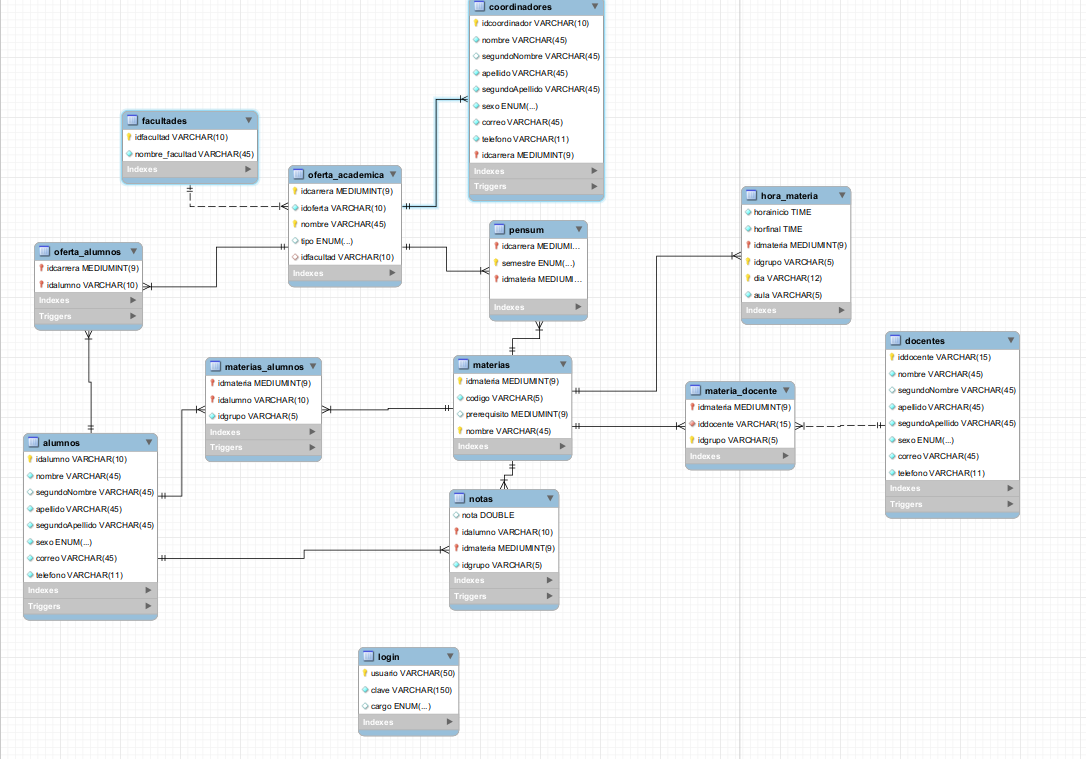 coordinadores
idcoordinador VARCHAR(10)
nombre VARCHAR(45)
segundoNombre VARCHAR(45)
apellido VARCHAR(45)
segundoApellido VARCHAR(45)
sexo ENUM(...)
correo VARCHAR(45)
telefono VARCHAR(11)
idcarrera MEDIUMINT(9)
Indexes
Triggers
facultades
idfacultad VARCHAR(10)
nombre_facultad VARCHAR(45)
Indexes
oferta_academica
idcarrera MEDIUMINT(9)
idoferta VARCHAR(10)
nombre VARCHAR(45)
tipo ENUM(...)
idfacultad VARCHAR(10)
Indexes
hora_materia
horainicio TIME
horfinal TIME
idmateria MEDIUMINT(9)
idgrupo VARCHAR(5)
dia VARCHAR(12)
aula VARCHAR(5)
Indexes
pensum
idcarrera MEDIUMI...
semestre ENUM(...)
idmateria MEDIUMI...
Indexes
oferta_alumnos
idcarrera MEDIUMINT(9)
idalumno VARCHAR(10)
Indexes
Triggers
docentes
iddocente VARCHAR(15)
nombre VARCHAR(45)
segundoNombre VARCHAR(45)
apellido VARCHAR(45)
segundoApellido VARCHAR(45)
sexo ENUM(...)
correo VARCHAR(45)
telefono VARCHAR(11)
Indexes
Triggers
materias_alumnos
idmateria MEDIUMINT(9)
idalumno VARCHAR(10)
idgrupo VARCHAR(5)
Indexes
Triggers
materias
idmateria MEDIUMINT(9)
codigo VARCHAR(5)
prerequisito MEDIUMINT(9)
nombre VARCHAR(45)
Indexes
materia_docente
idmateria MEDIUMINT(9)
iddocente VARCHAR(15)
idgrupo VARCHAR(5)
Indexes
alumnos
idalumno VARCHAR(10)
nombre VARCHAR(45)
segundoNombre VARCHAR(45)
apellido VARCHAR(45)
segundoApellido VARCHAR(45)
sexo ENUM(...)
correo VARCHAR(45)
telefono VARCHAR(11)
Indexes
Triggers
notas
nota DOUBLE
idalumno VARCHAR(10)
idmateria MEDIUMINT(9)
idgrupo VARCHAR(5)
Indexes
Triggers
login
usuario VARCHAR(50)
clave VARCHAR(150)
cargo ENUM(...)
Indexes